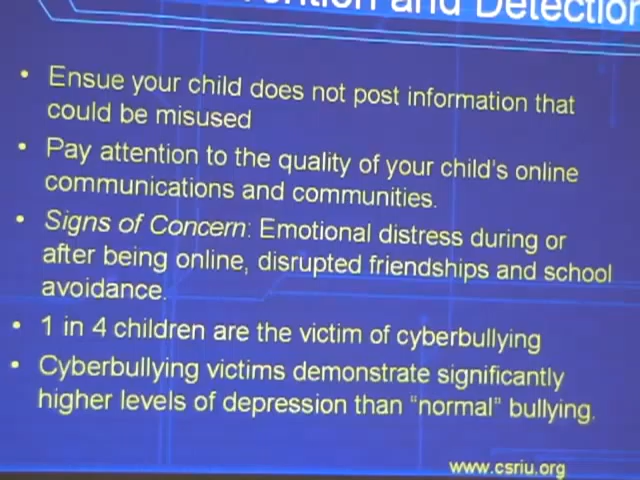 and Detection
• Ensue your child does not post information that
could be misused
• Pay attention to the quality of your child's online
communications and communities.
• Signs of Concern: Emotional distress during or
after being online, disrupted friendships and school
avoidance.
• 1 in 4 children are the victim of cyberbullying
• Cyberbullying victims demonstrate significantly
higher levels of depression than “normal” bullying.
www.csriu.org